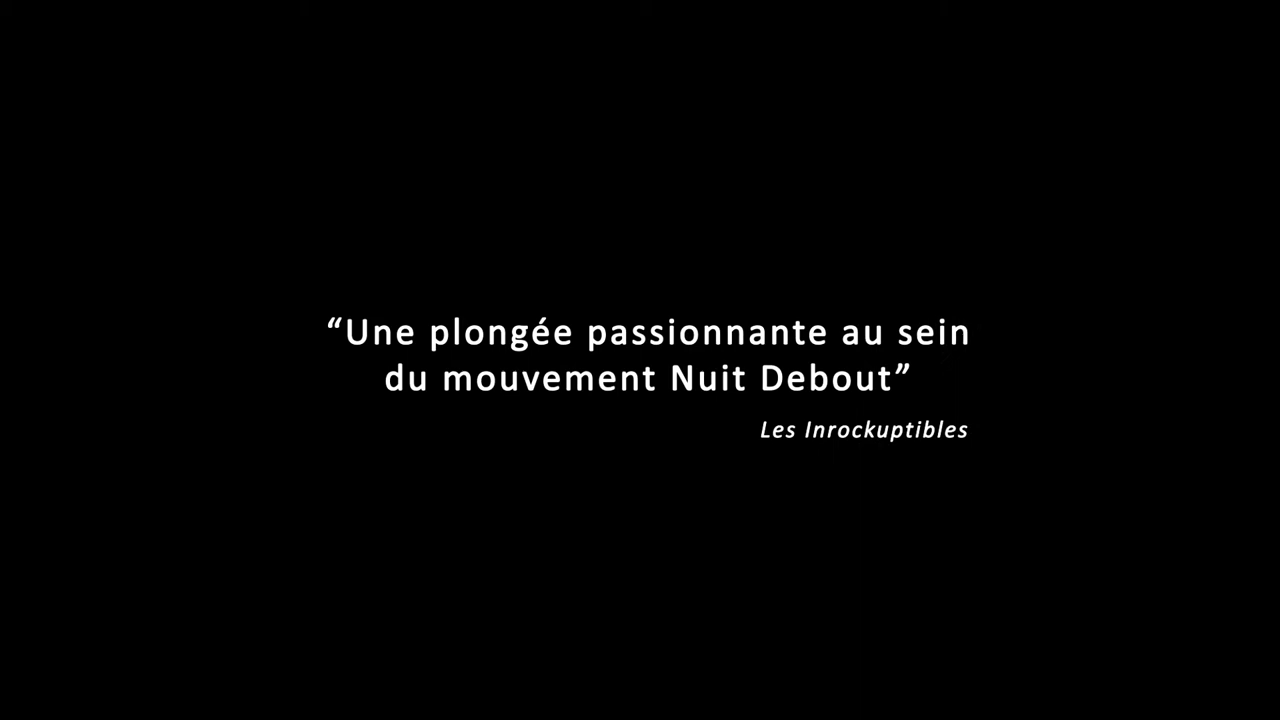 “Une plongée passionnante au sein
du mouvement Nuit Debout”
Les Inrockuptibles